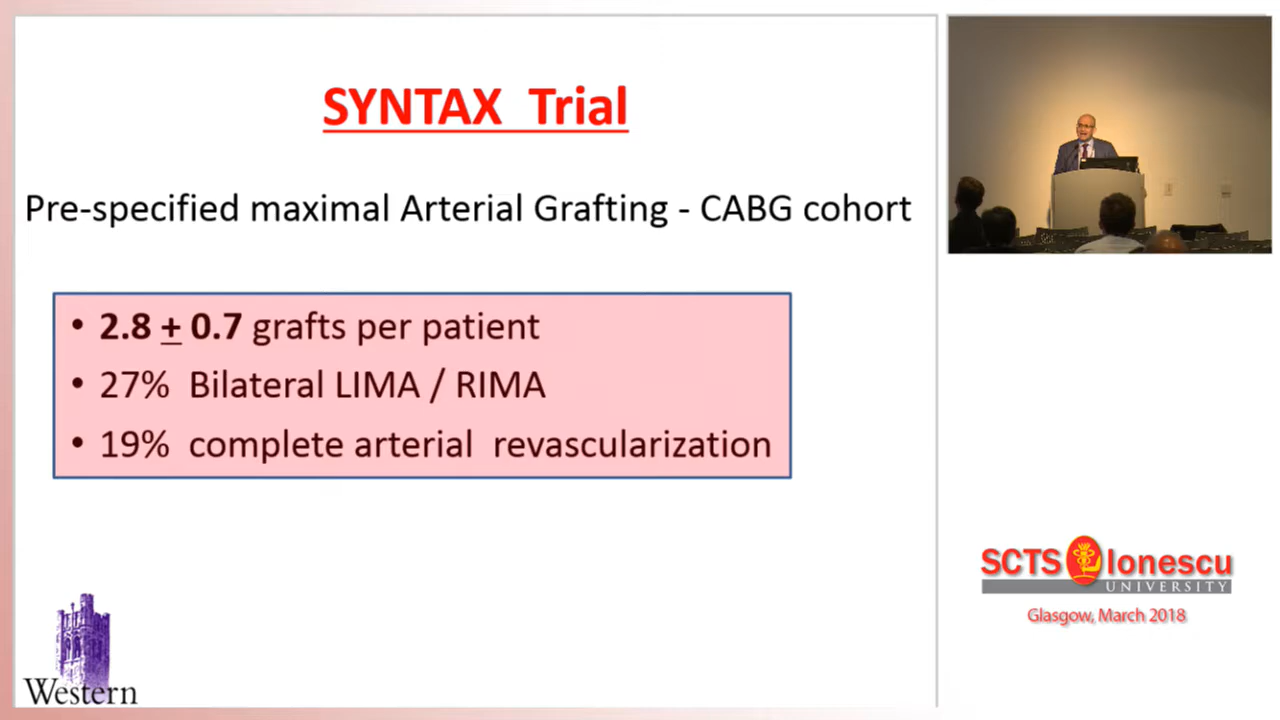 SYNTAX Trial
Pre-specified maximal Arterial Grafting - CABG cohort
• 2.8 ± 0.7 grafts per patient
• 27% Bilateral LIMA / RIMA
• 19% complete arterial revascularization
Western
SCTS Ionescu
UNIVERSITY
Glasgow, March 2018